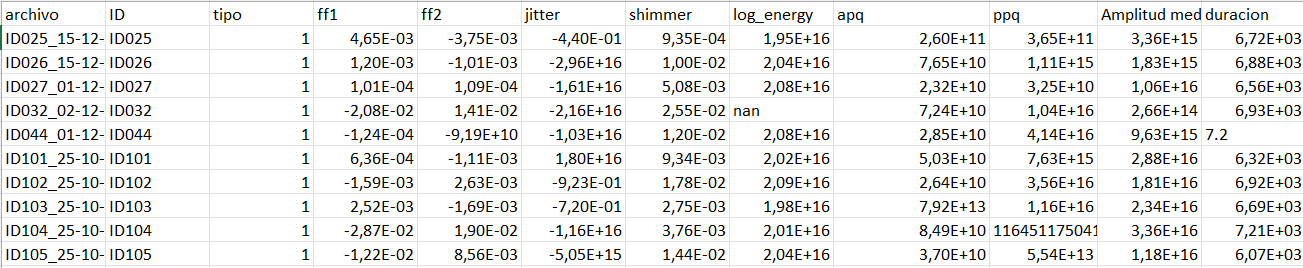 archivo ID tipo ff1 ff2 jitter shimmer log_energy apq ppq Amplitud med duracion
ID025_15-12- ID025 1 4,65E-03 -3,75E-03 -4,40E-01 9,35E-04 1,95E+16 2,60E+11 3,65E+11 3,36E+15 6,72E+03
ID026_15-12- ID026 1 1,20E-03 -1,01E-03 -2,96E+16 1,00E-02 2,04E+16 7,65E+10 1,11E+15 1,83E+15 6,88E+03
ID027_01-12- ID027 1 1,01E-04 1,09E-04 -1,61E+16 5,08E-03 2,08E+16 2,32E+10 3,25E+10 1,06E+16 6,56E+03
ID032_02-12- ID032 1 -2,08E-02 1,41E-02 -2,16E+16 2,55E-02 nan 7,24E+10 1,04E+16 2,66E+14 6,93E+03
ID044_01-12- ID044 1 -1,24E-04 -9,19E+10 -1,03E+16 1,20E-02 2,08E+16 2,85E+10 4,14E+16 9,63E+15 7.2
ID101_25-10- ID101 1 6,36E-04 -1,11E-03 1,80E+16 9,34E-03 2,02E+16 5,03E+10 7,63E+15 2,88E+16 6,32E+03
ID102_25-10- ID102 1 -1,59E-03 2,63E-03 -9,23E-01 1,78E-02 2,09E+16 2,64E+10 3,56E+16 1,81E+16 6,92E+03
ID103_25-10- ID103 1 2,52E-03 -1,69E-03 -7,20E-01 2,75E-03 1,98E+16 7,92E+13 1,16E+16 2,34E+16 6,69E+03
ID104_25-10- ID104 1 -2,87E-02 1,90E-02 -1,16E+16 3,76E-03 2,01E+16 8,49E+10 116451175041 3,36E+16 7,21E+03
ID105_25-10- ID105 1 -1,22E-02 8,56E-03 -5,05E+15 1,44E-02 2,04E+16 3,70E+10 5,54E+13 1,18E+16 6,07E+03